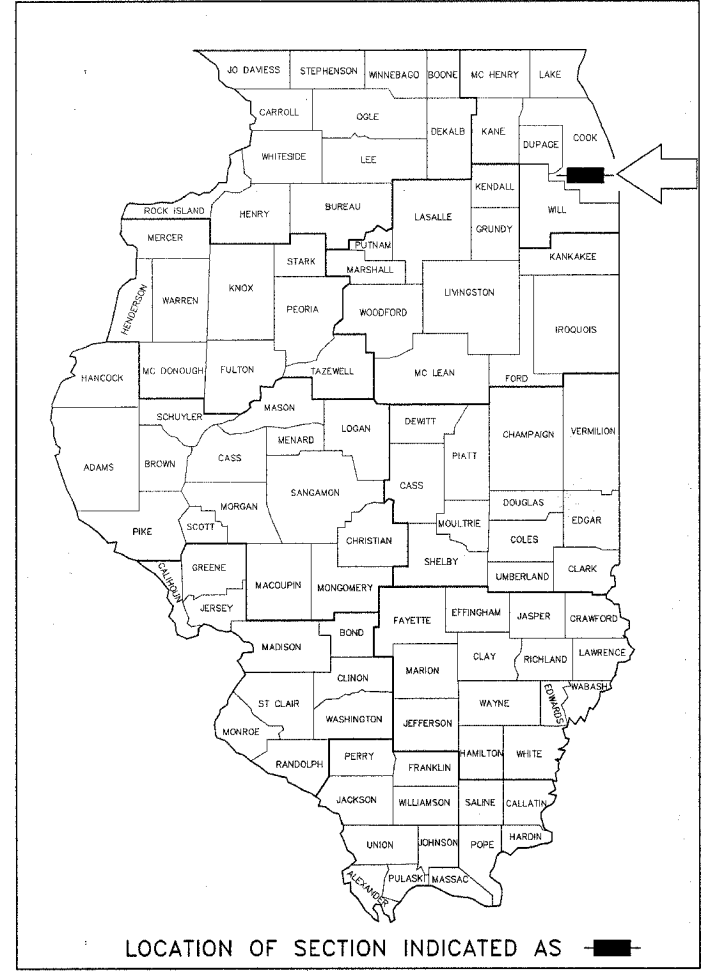 JO DAVIESS STEPHENSON WINNEBAGO BOONE MC HENRY LAKE
CARROLL OGLE DEKALB KANE DUPAGE COOK
WHITESIDE LEE
KENDALL
ROCK ISLAND HENRY BUREAU LASALLE GRUNDY WILL
MERCER PUTNAM
STARK MARSHALL KANKAKEE
HENDERSON WARREN KNOX PEORIA WOODFORD LIVINGSTON IROQUOIS
HANCOCK MC DONOUGH FULTON TAZEWELL MC LEAN FORD
SCHUYLER MASON LOGAN DEWITT CHAMPAIGN VERMILION
ADAMS BROWN CASS MENARD CASS PIATT
SANGAMON DOUGLAS
PIKE SCOTT MORGAN CHRISTIAN MOULTRIE COLES EDGAR
SHELBY
CALIHOUN GREENE MACOUPIN MONGOMERY UMBERLAND CLARK
JERSEY FAYETTE EFFINGHAM JASPER CRAWFORD
MADISON BOND CLAY RICHLAND LAWRENCE
CLINON MARION WABASH
ST CLAIR WAYNE EDWARDS
MONROE WASHINGTON JEFFERSON
RANDOLPH PERRY FRANKLIN HAMILTON WHITE
JACKSON WILLIAMSON SALINE CALLATIN
UNION JOHNSON POPE HARDIN
ALEXANDER PULASKI MASSAC
LOCATION OF SECTION INDICATED AS